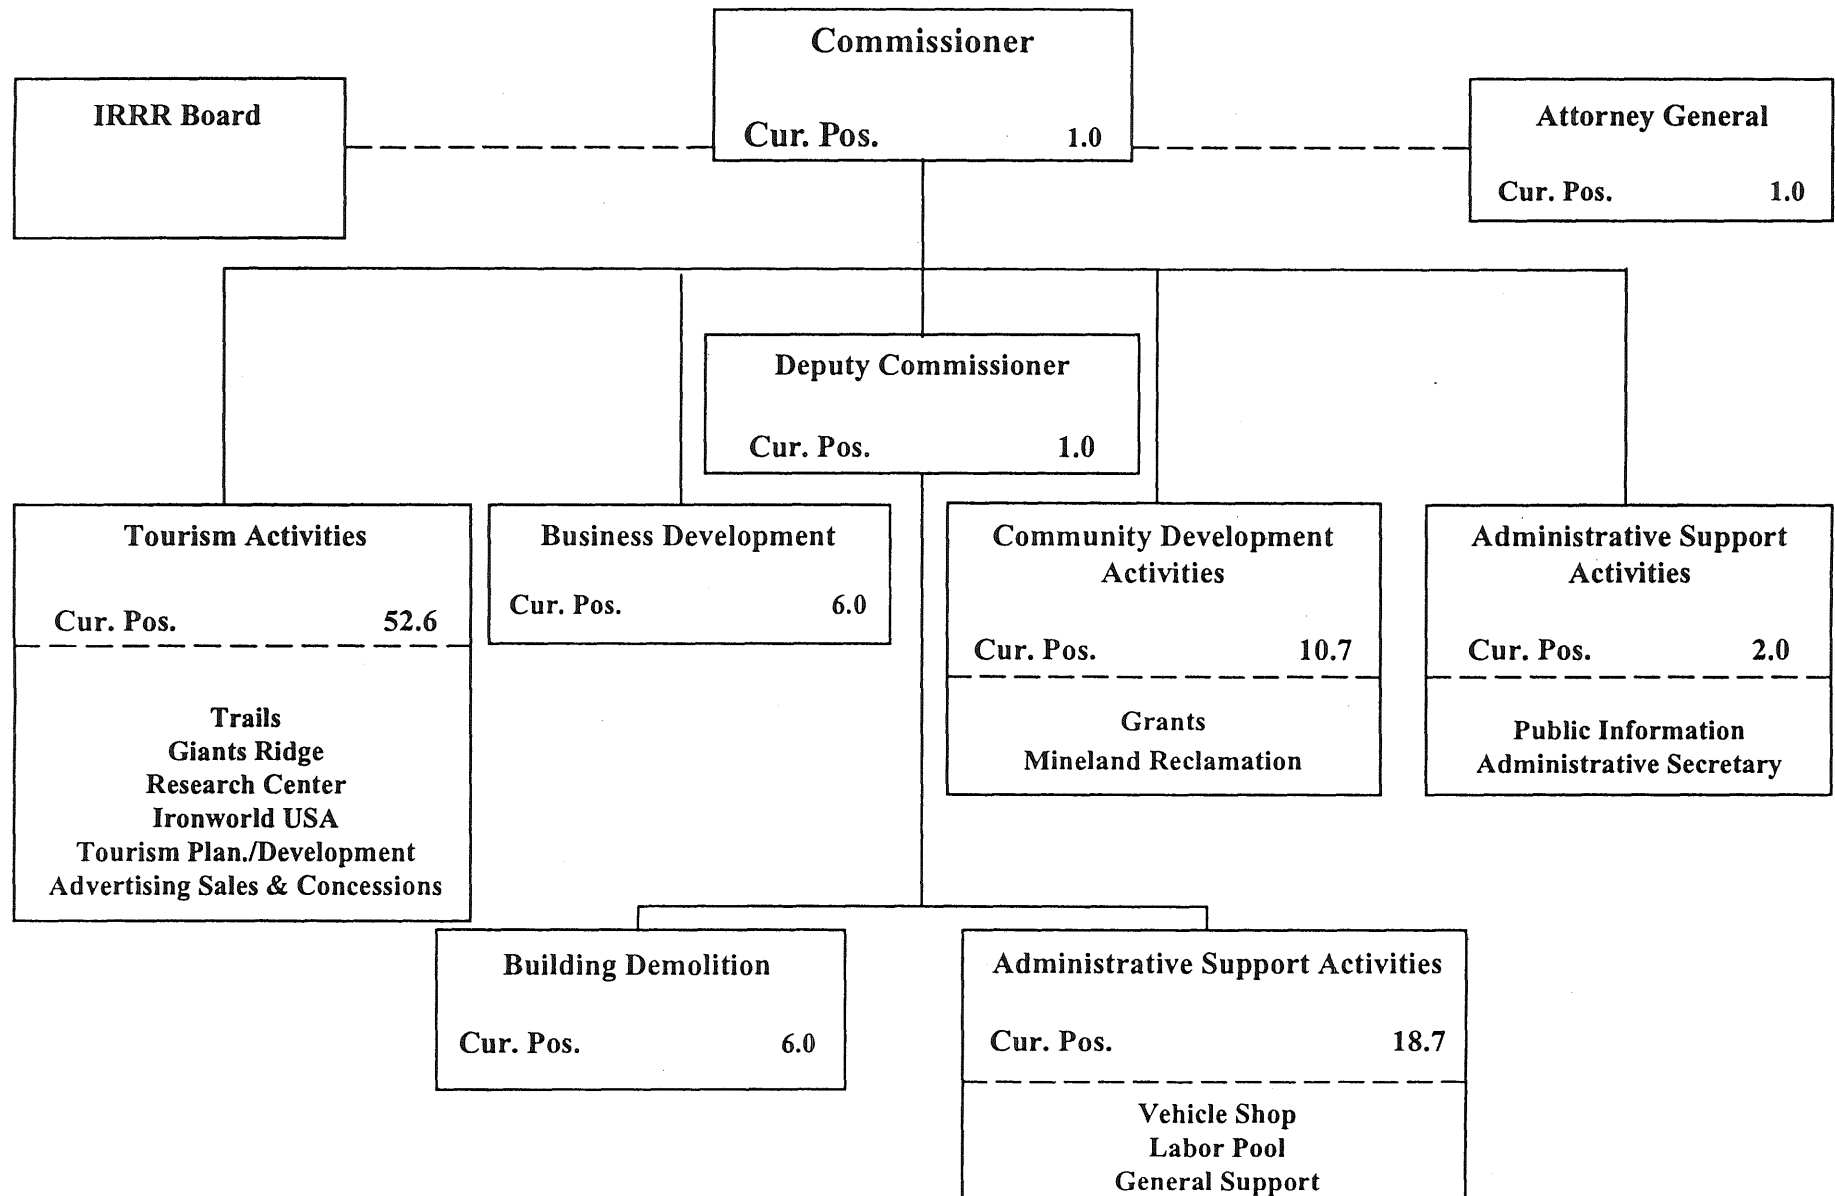 Commissioner
Cur. Pos. 1.0
IRRR Board
Attorney General
Cur. Pos. 1.0
Deputy Commissioner
Cur. Pos. 1.0
Tourism Activities
Cur. Pos. 52.6
Trails
Giants Ridge
Research Center
Ironworld USA
Tourism Plan./Development
Advertising Sales & Concessions
Business Development
Cur. Pos. 6.0
Community Development
Activities
Cur. Pos. 10.7
Grants
Mineland Reclamation
Administrative Support
Activities
Cur. Pos. 2.0
Public Information
Administrative Secretary
Building Demolition
Cur. Pos. 6.0
Administrative Support Activities
Cur. Pos. 18.7
Vehicle Shop
Labor Pool
General Support